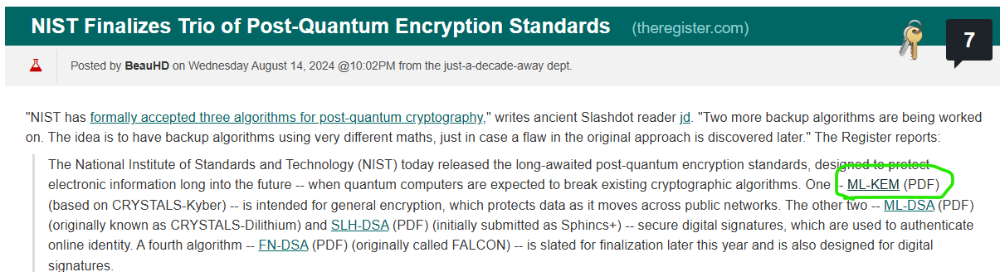 NIST Finalizes Trio of Post-Quantum Encryption Standards (theregister.com)
7
Posted by BeauHD on Wednesday August 14, 2024 @10:02PM from the just-a-decade-away dept.
"NIST has formally accepted three algorithms for post-quantum cryptography," writes ancient Slashdot reader jd. "Two more backup algorithms are being worked
on. The idea is to have backup algorithms using very different maths, just in case a flaw in the original approach is discovered later." The Register reports:
The National Institute of Standards and Technology (NIST) today released the long-awaited post-quantum encryption standards, designed to protect
electronic information long into the future -- when quantum computers are expected to break existing cryptographic algorithms. One -- ML-KEM (PDF)
(based on CRYSTALS-Kyber) -- is intended for general encryption, which protects data as it moves across public networks. The other two -- ML-DSA (PDF)
(originally known as CRYSTALS-Dilithium) and SLH-DSA (PDF) (initially submitted as Sphincs+) -- secure digital signatures, which are used to authenticate
online identity. A fourth algorithm -- FN-DSA (PDF) (originally called FALCON) -- is slated for finalization later this year and is also designed for digital
signatures.